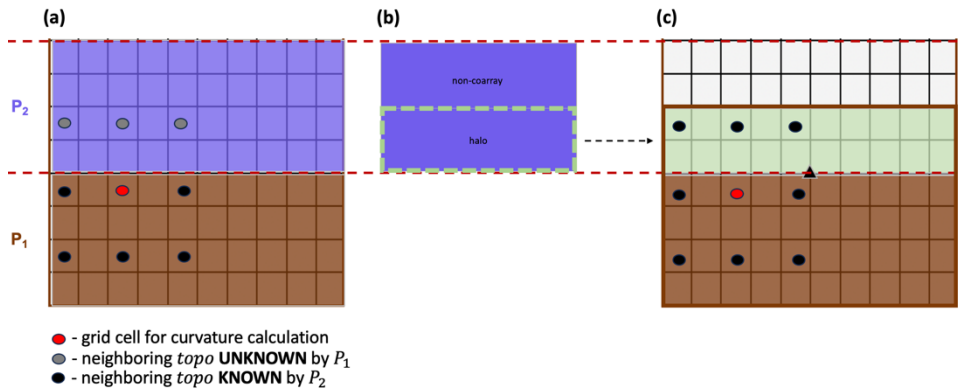 (a)
(b)
(c)
P₂
non-coarray
halo
P₁
- grid cell for curvature calculation
- neighboring topo UNKNOWN by P₁
- neighboring topo KNOWN by P₂